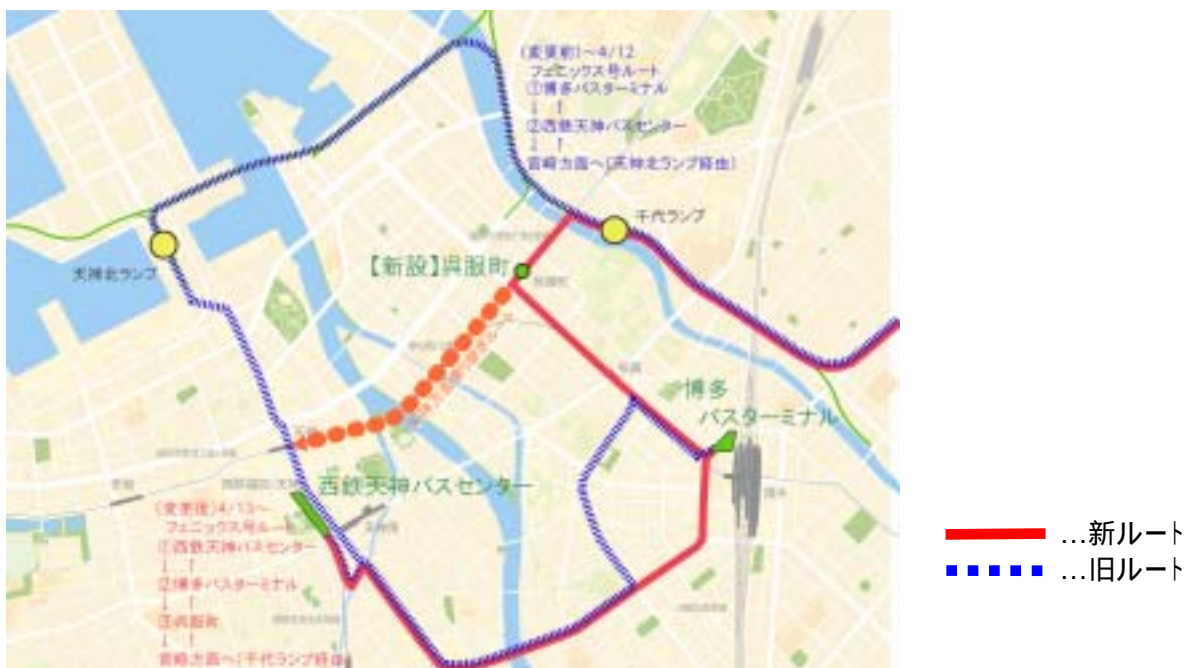 (変更前)～4/12
フェニックス号ルート
①博多バスターミナル
↓ ↑
②西鉄天神バスセンター
↓ ↑
宮崎方面へ[天神北ランプ経由]
千代ランプ
天神北ランプ
【新設】呉服町
博多
バスターミナル
西鉄天神バスセンター
(変更後)4/13～
フェニックス号ルート
①西鉄天神バスセンター
↓ ↑
②博多バスターミナル
↓ ↑
③呉服町
↓ ↑
宮崎方面へ[千代ランプ経由]
…新ルート
…旧ルート